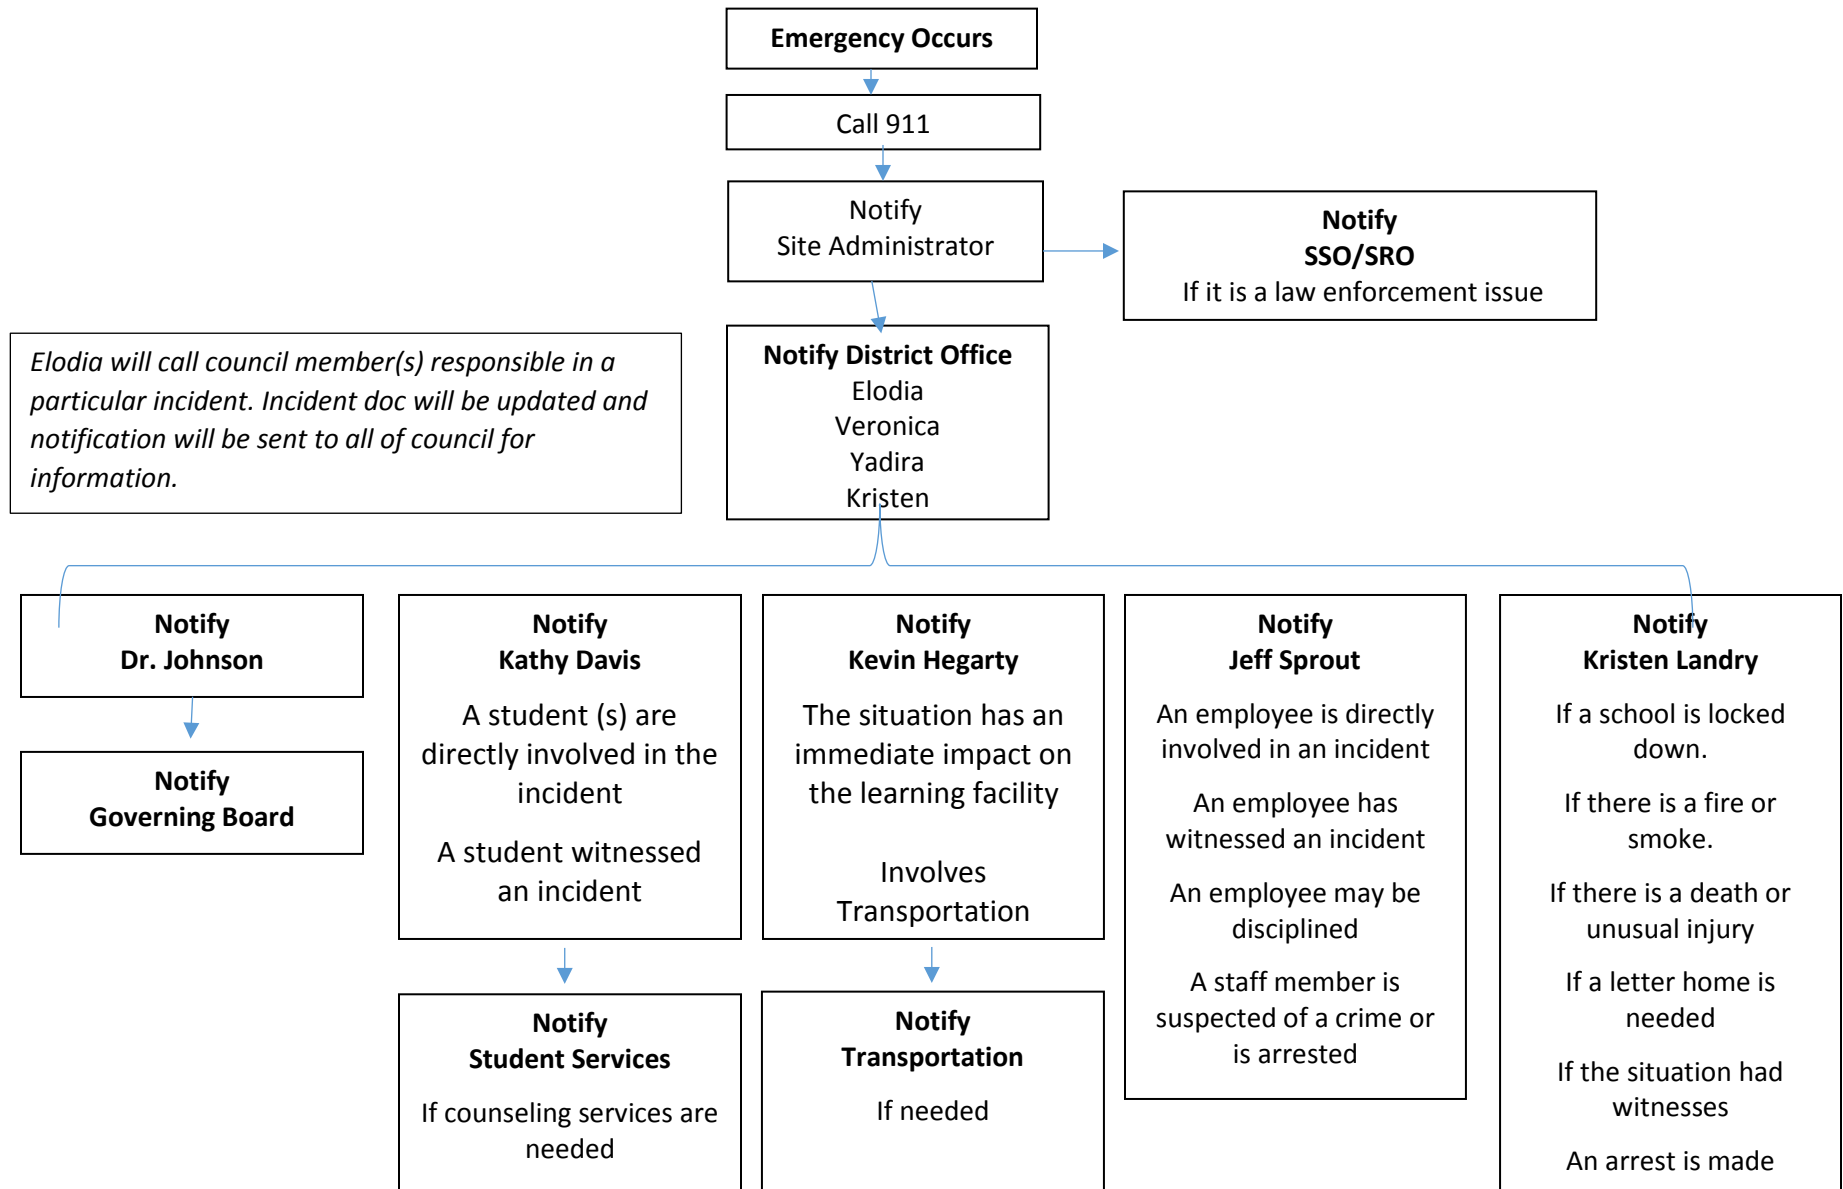 Emergency Occurs
Call 911
Notify
Site Administrator
Notify
SSO/SRO
If it is a law enforcement issue
Elodia will call council member(s) responsible in a
particular incident. Incident doc will be updated and
notification will be sent to all of council for
information.
Notify District Office
Elodia
Veronica
Yadira
Kristen
Notify
Dr. Johnson
Notify
Governing Board
Notify
Kathy Davis
A student (s) are
directly involved in the
incident
A student witnessed
an incident
Notify
Student Services
If counseling services are
needed
Notify
Kevin Hegarty
The situation has an
immediate impact on
the learning facility
Involves
Transportation
Notify
Transportation
If needed
Notify
Jeff Sprout
An employee is directly
involved in an incident
An employee has
witnessed an incident
An employee may be
disciplined
A staff member is
suspected of a crime or
is arrested
Notify
Kristen Landry
If a school is locked
down.
If there is a fire or
smoke.
If there is a death or
unusual injury
If a letter home is
needed
If the situation had
witnesses
An arrest is made